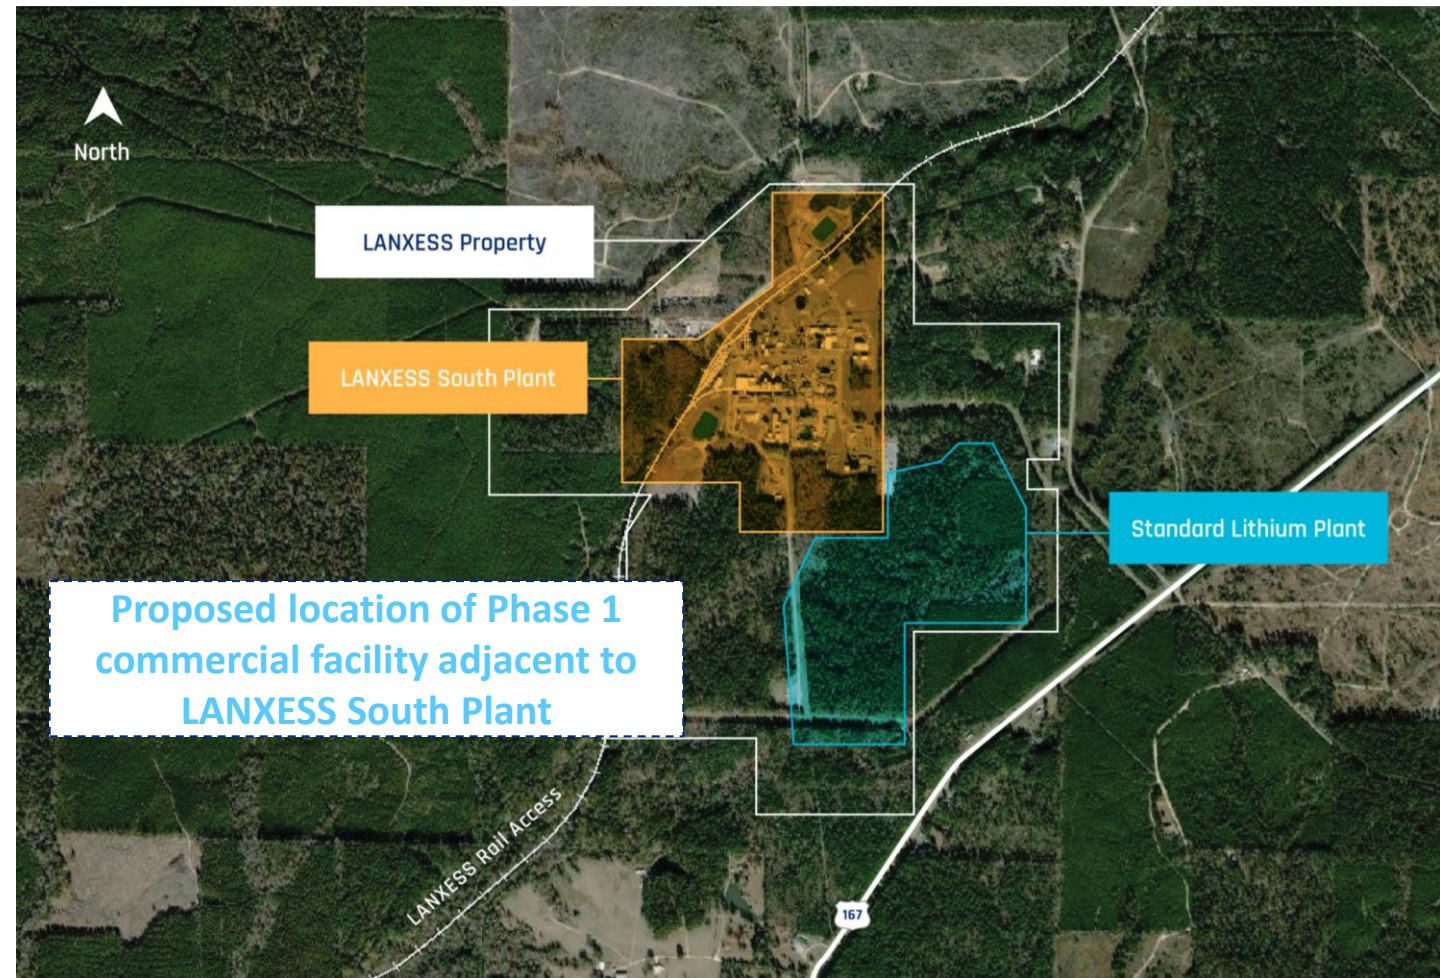 North
LANXESS Property
LANXESS South Plant
Standard Lithium Plant
Proposed location of Phase 1
commercial facility adjacent to
LANXESS South Plant
LANXESS Rail Access
167